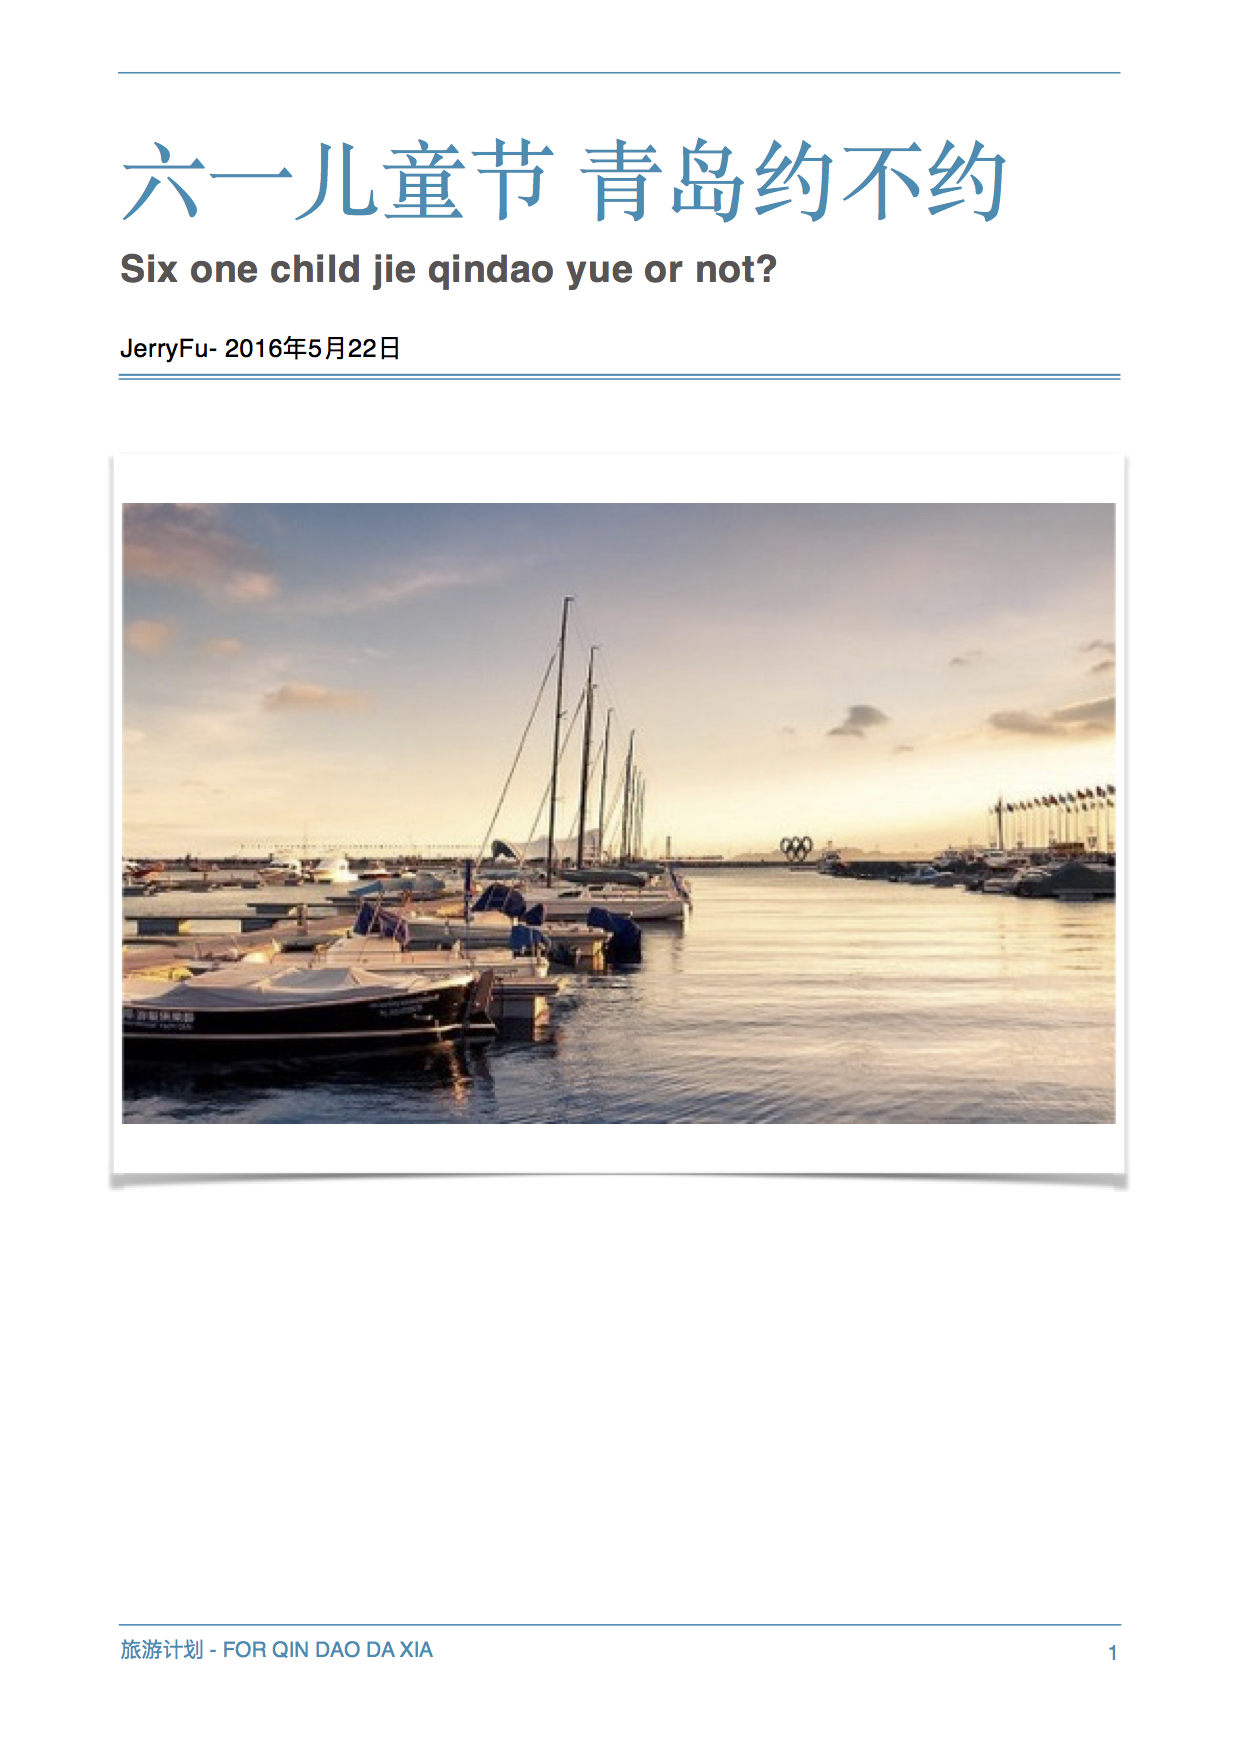 六一儿童节 青岛约不约
Six one child jie qindao yue or not?
JerryFu- 2016年5月22日
旅游计划 - FOR QIN DAO DA XIA
1